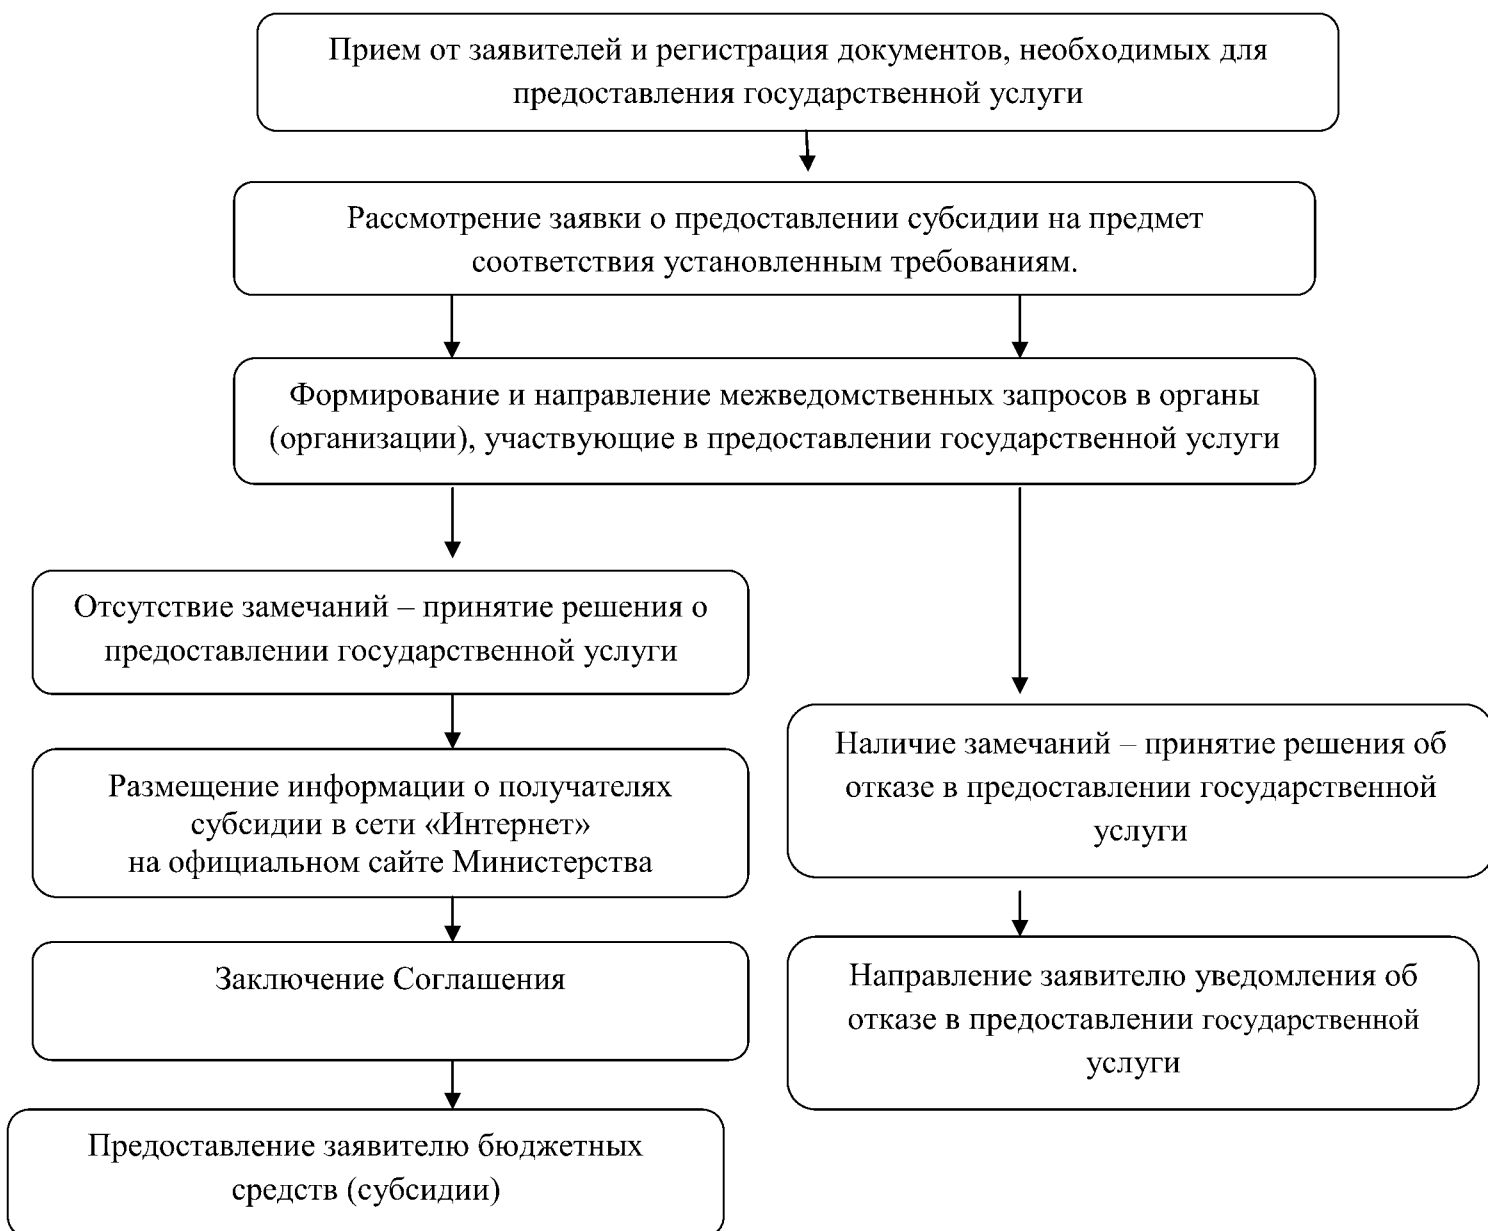 Прием от заявителей и регистрация документов, необходимых для
предоставления государственной услуги
Рассмотрение заявки о предоставлении субсидии на предмет
соответствия установленным требованиям.
Формирование и направление межведомственных запросов в органы
(организации), участвующие в предоставлении государственной услуги
Отсутствие замечаний – принятие решения о
предоставлении государственной услуги
Размещение информации о получателях
субсидии в сети «Интернет»
на официальном сайте Министерства
Заключение Соглашения
Предоставление заявителю бюджетных
средств (субсидии)
Наличие замечаний – принятие решения об
отказе в предоставлении государственной
услуги
Направление заявителю уведомления об
отказе в предоставлении государственной
услуги